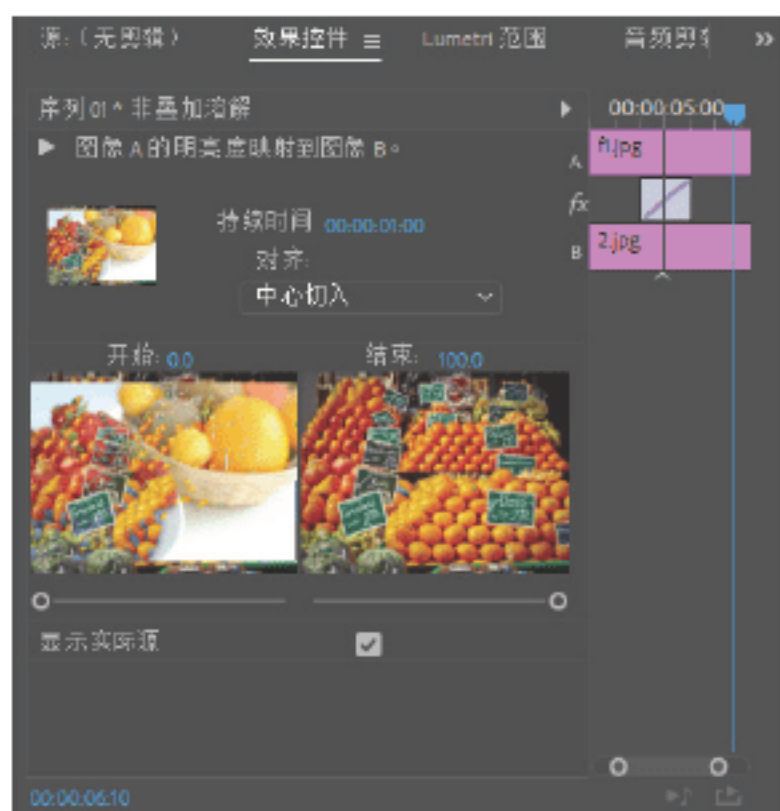 源:（无剪辑） 效果控件 Lumetri 范围 音频剪辑
序列 01 * 非叠加溶解 00:00:05:00
图像 A 的明亮度映射到图像 B。
A f1.jpg
fx
持续时间 00:00:01:00
B 2.jpg
对齐:
中心切入
开始: 0.0 结束: 100.0
显示实际源
00:00:06:10